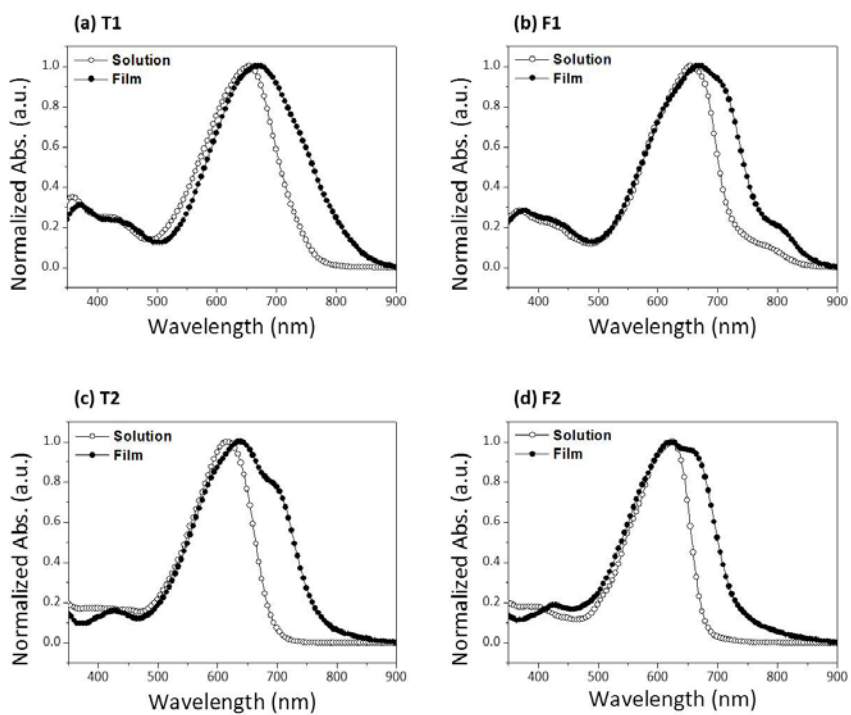 (a) T1
Solution
Film
1.0
0.8
0.6
0.4
0.2
0.0
Normalized Abs. (a.u.)
400 500 600 700 800 900
Wavelength (nm)
(b) F1
Solution
Film
1.0
0.8
0.6
0.4
0.2
0.0
Normalized Abs. (a.u.)
400 500 600 700 800 900
Wavelength (nm)
(c) T2
Solution
Film
1.0
0.8
0.6
0.4
0.2
0.0
Normalized Abs. (a.u.)
400 500 600 700 800 900
Wavelength (nm)
(d) F2
Solution
Film
1.0
0.8
0.6
0.4
0.2
0.0
Normalized Abs. (a.u.)
400 500 600 700 800 900
Wavelength (nm)